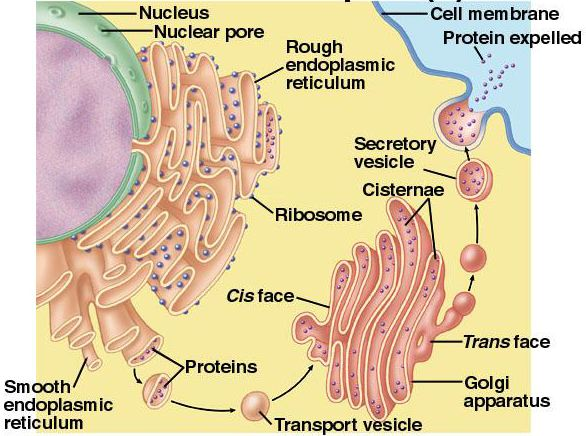 Nucleus
Nuclear pore
Rough
endoplasmic
reticulum
Cell membrane
Protein expelled
Secretory
vesicle
Cisternae
Ribosome
Cis face
Trans face
Golgi
apparatus
Proteins
Transport vesicle
Smooth
endoplasmic
reticulum